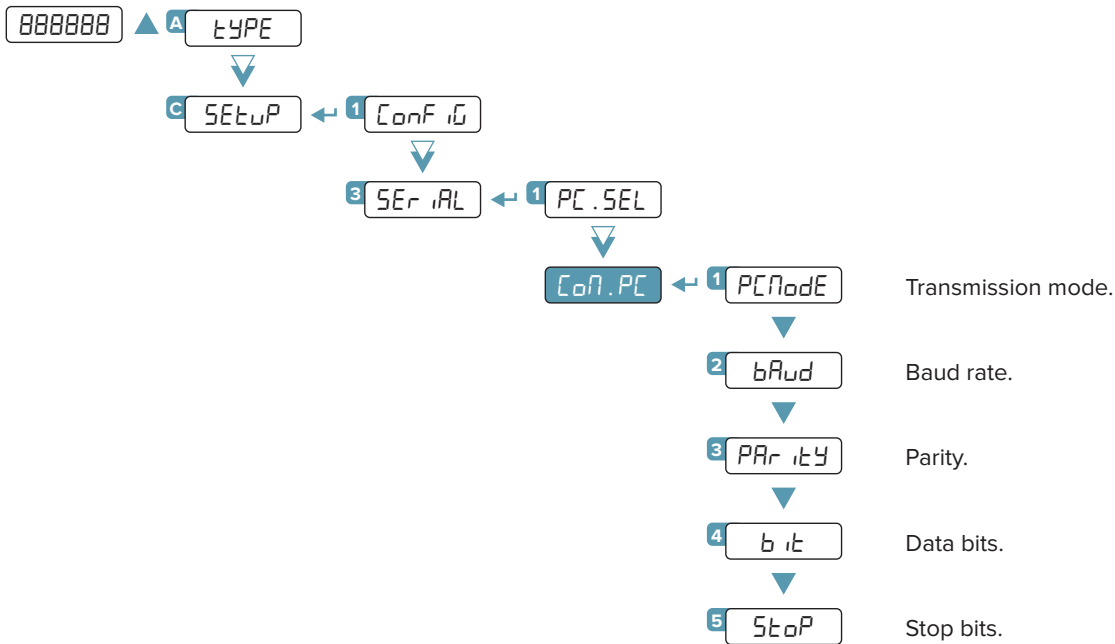 888888 A tYPE
C SEtuP 1 ConFiG
3 SEriAL 1 PC.SEL
CoM.PC 1 PCModE Transmission mode.
2 bAud Baud rate.
3 PAritY Parity.
4 bit Data bits.
5 StoP Stop bits.